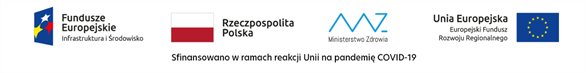 Fundusze
Europejskie
Infrastruktura i Środowisko
Rzeczpospolita
Polska
Ministerstwo Zdrowia
Unia Europejska
Europejski Fundusz
Rozwoju Regionalnego
Sfinansowano w ramach reakcji Unii na pandemię COVID-19